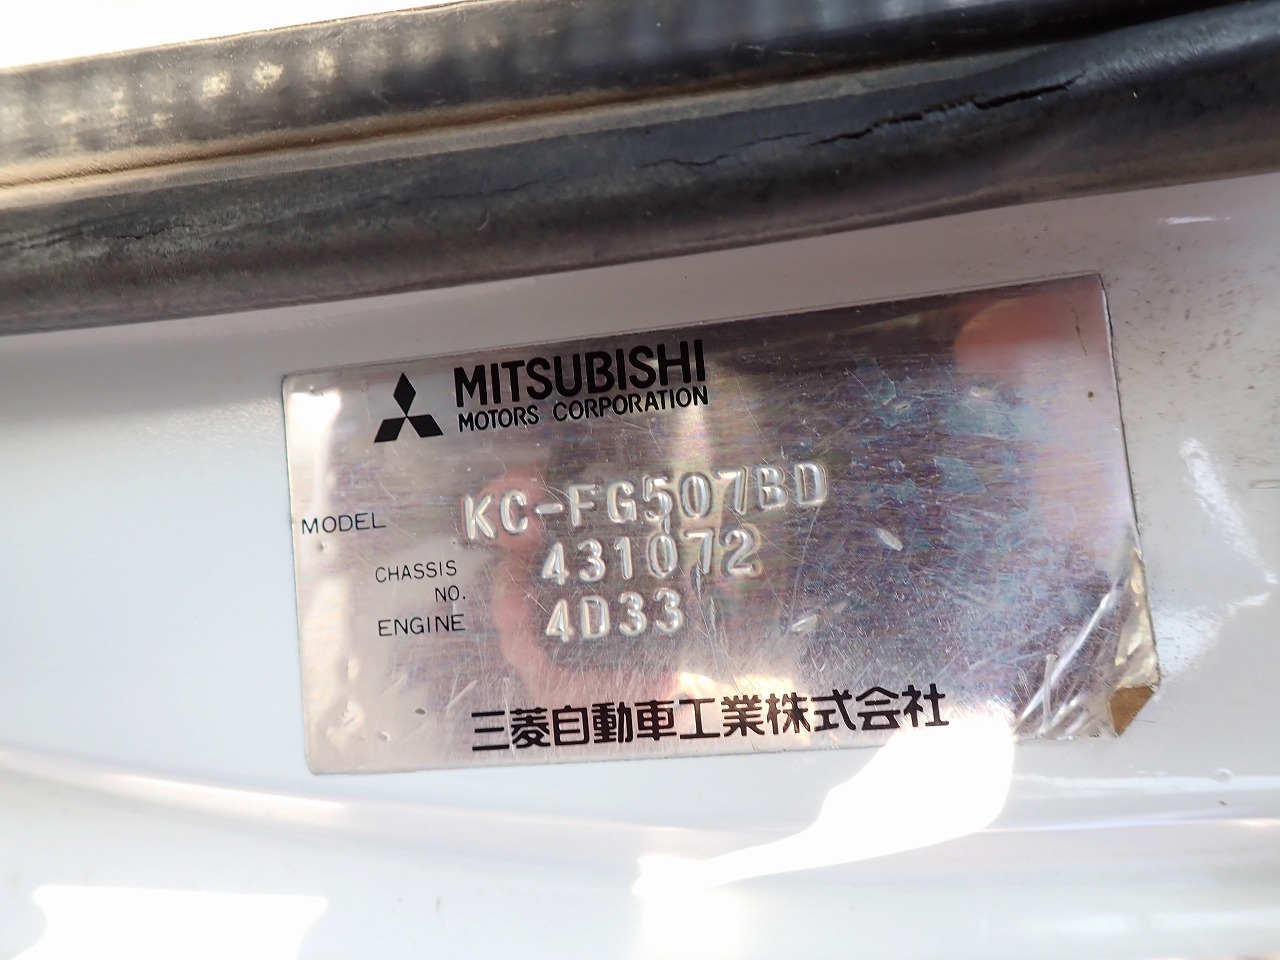 MITSUBISHI
MOTORS CORPORATION
MODEL KC-FG507BD
CHASSIS NO. 431072
ENGINE 4D33
三菱自動車工業株式会社